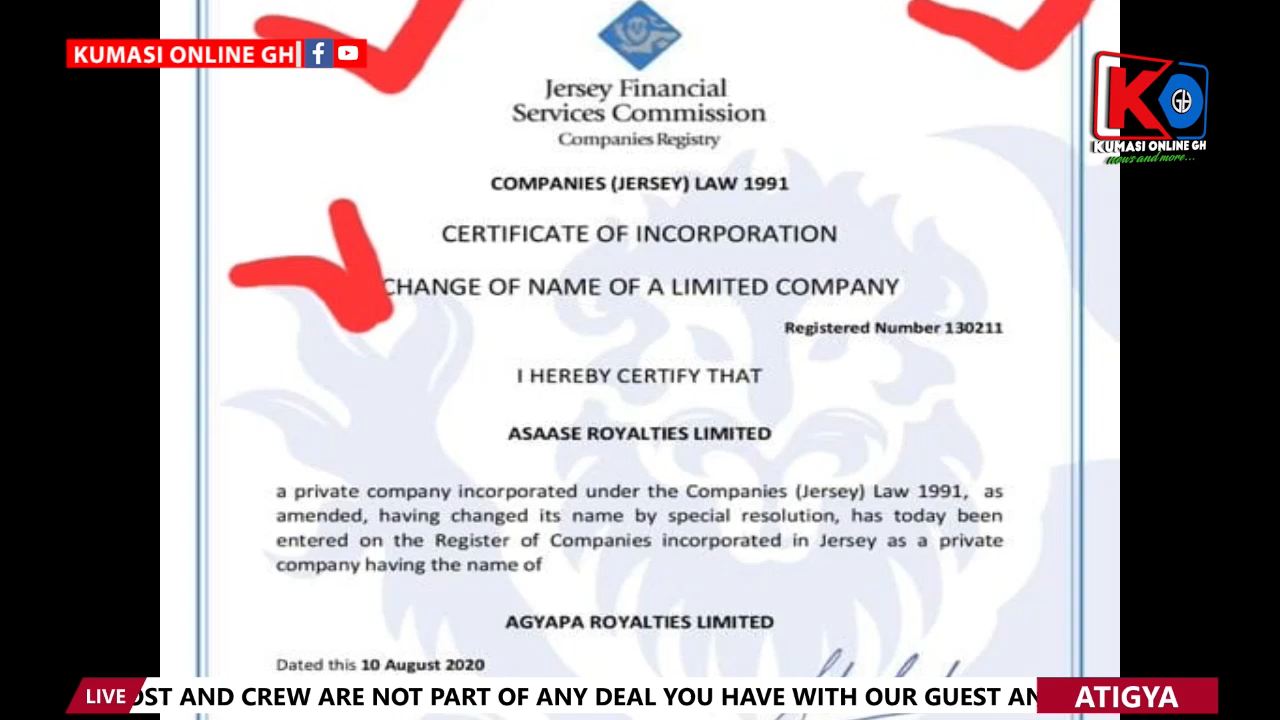 KUMASI ONLINE GH
KO
GH
KUMASI ONLINE GH
news and more...
Jersey Financial
Services Commission
Companies Registry
COMPANIES (JERSEY) LAW 1991
CERTIFICATE OF INCORPORATION
CHANGE OF NAME OF A LIMITED COMPANY
Registered Number 130211
I HEREBY CERTIFY THAT
ASAASE ROYALTIES LIMITED
a private company incorporated under the Companies (Jersey) Law 1991, as
amended, having changed its name by special resolution, has today been
entered on the Register of Companies incorporated in Jersey as a private
company having the name of
AGYAPA ROYALTIES LIMITED
Dated this 10 August 2020
LIVE
OST AND CREW ARE NOT PART OF ANY DEAL YOU HAVE WITH OUR GUEST AN
ATIGYA